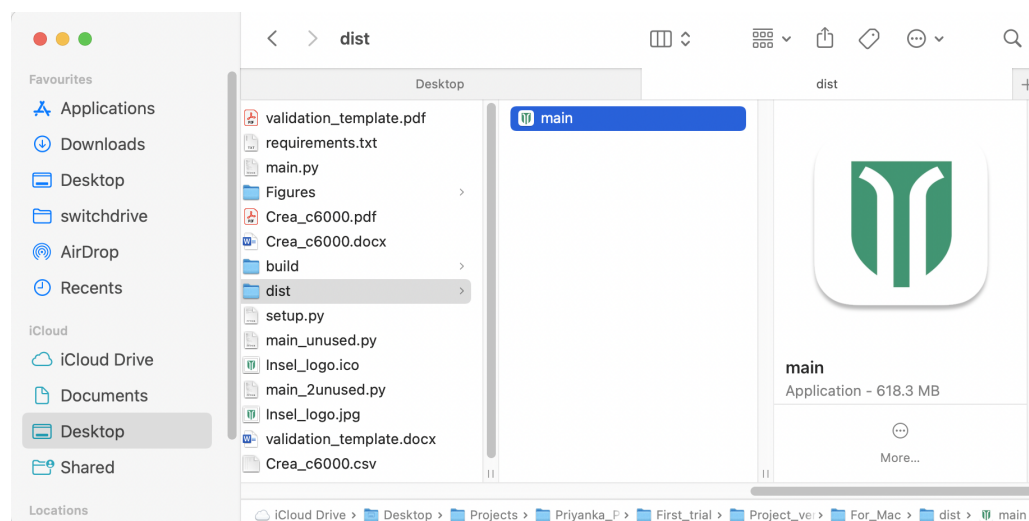 dist
Favourites
Applications
Downloads
Desktop
switchdrive
AirDrop
Recents
iCloud
iCloud Drive
Documents
Desktop
Shared
Locations
Desktop
dist
validation_template.pdf
requirements.txt
main.py
Figures
Crea_c6000.pdf
Crea_c6000.docx
build
dist
setup.py
main_unused.py
Insel_logo.ico
main_2unused.py
Insel_logo.jpg
validation_template.docx
Crea_c6000.csv
main
main
Application - 618.3 MB
More...
iCloud Drive › Desktop › Projects › Priyanka_P › First_trial › Project_ve › For_Mac › dist › main